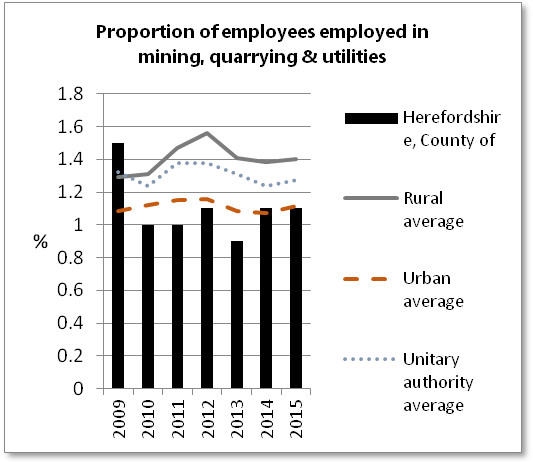 Proportion of employees employed in
mining, quarrying & utilities
1.8
1.6
1.4
1.2
1
0.8
0.6
0.4
0.2
0
%
2009
2010
2011
2012
2013
2014
2015
Herefordshir
e, County of
Rural
average
Urban
average
Unitary
authority
average